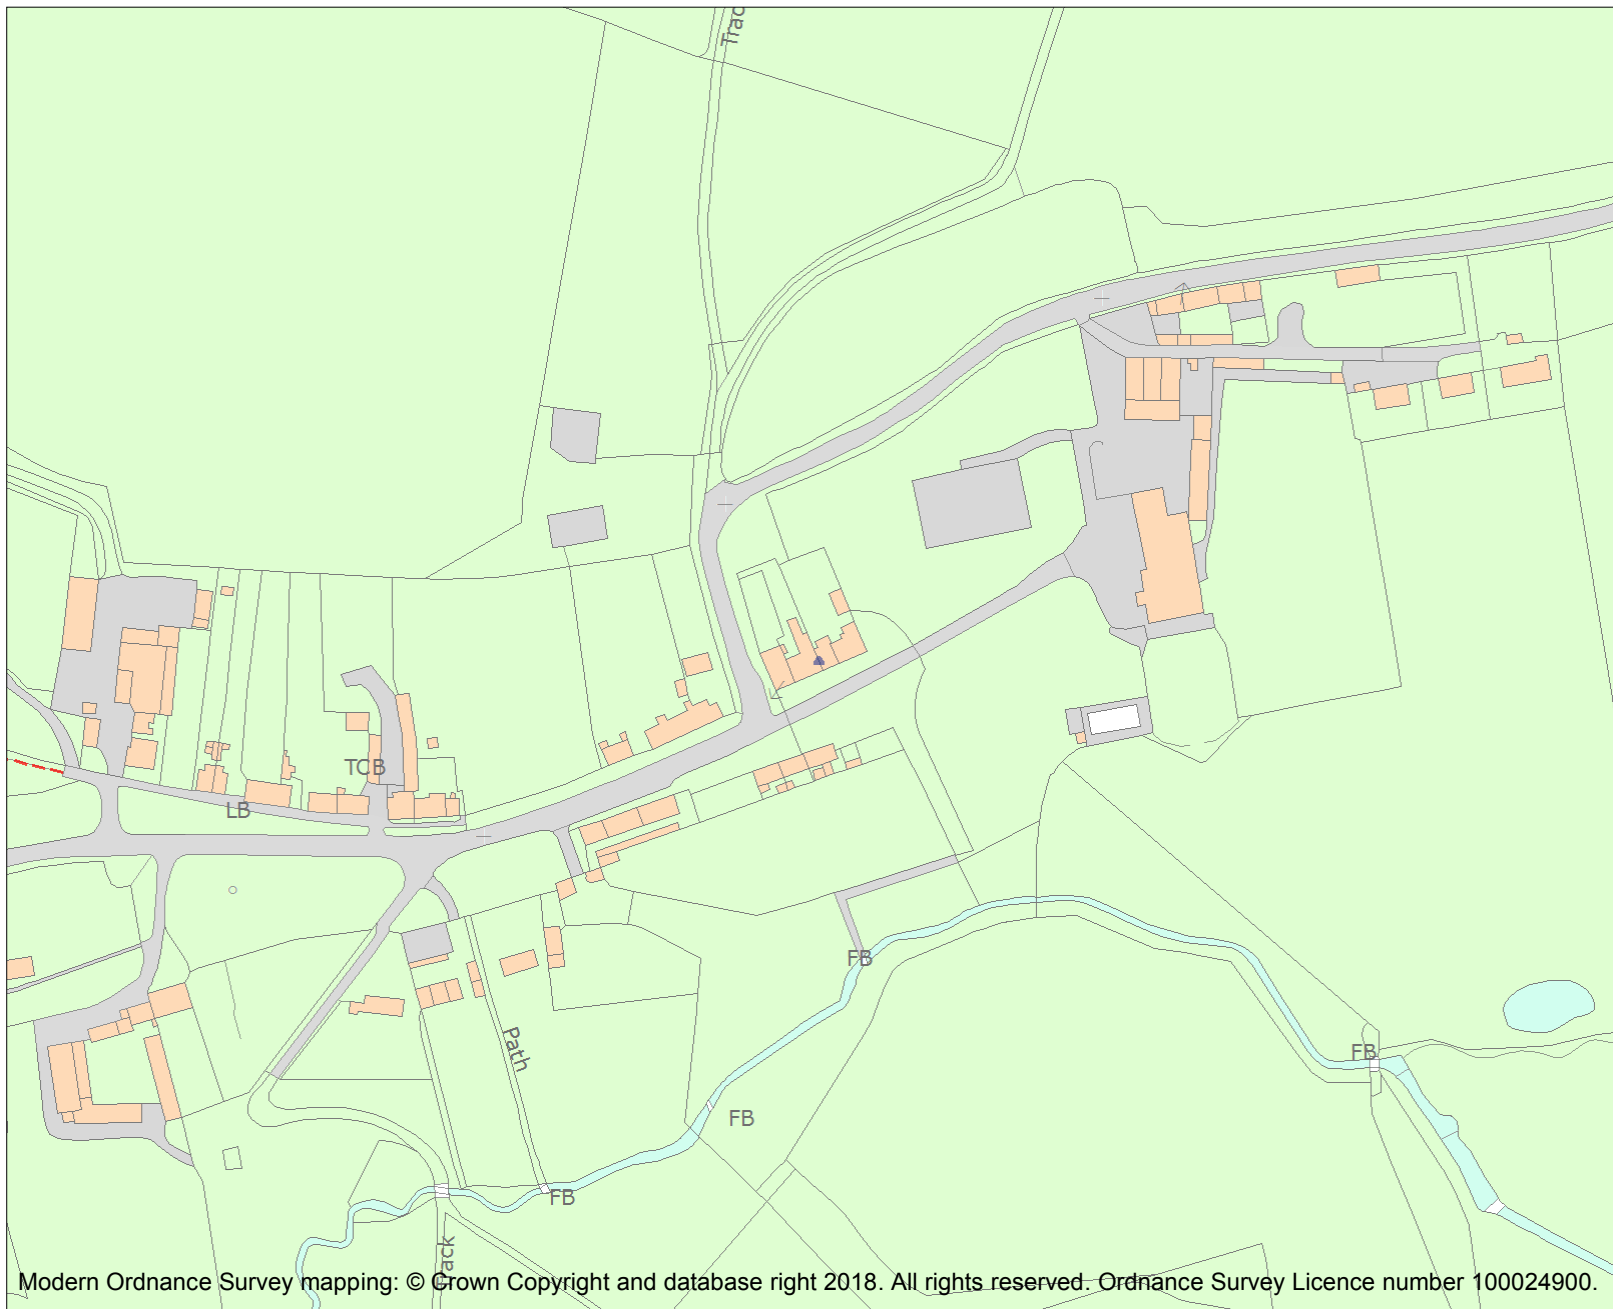 Trac
TCB
LB
FB
Path
FB
FB
FB
Track
Modern Ordnance Survey mapping: © Crown Copyright and database right 2018. All rights reserved. Ordnance Survey Licence number 100024900.